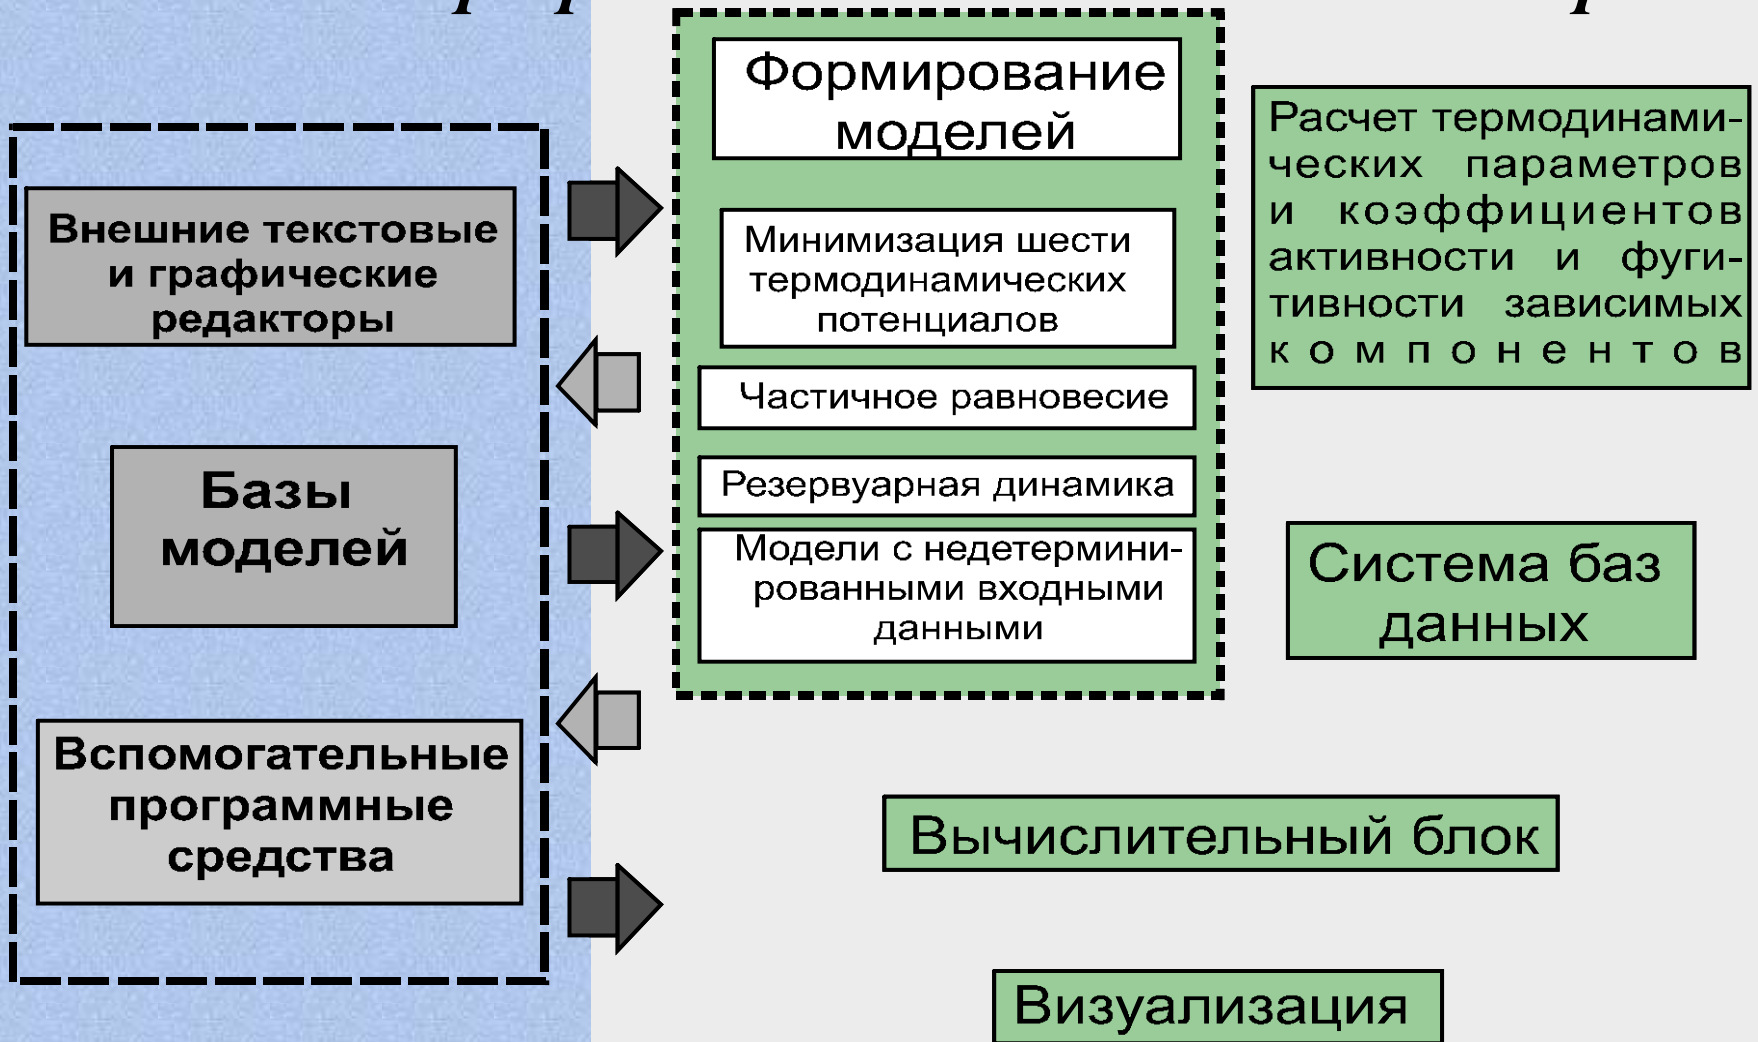 Внешние текстовые
и графические
редакторы
Базы
моделей
Вспомогательные
программные
средства
Формирование
моделей
Минимизация шести
термодинамических
потенциалов
Частичное равновесие
Резервуарная динамика
Модели с недетермини-
рованными входными
данными
Расчет термодинами-
ческих параметров
и коэффициентов
активности и фуги-
тивности зависимых
компонентов
Система баз
данных
Вычислительный блок
Визуализация